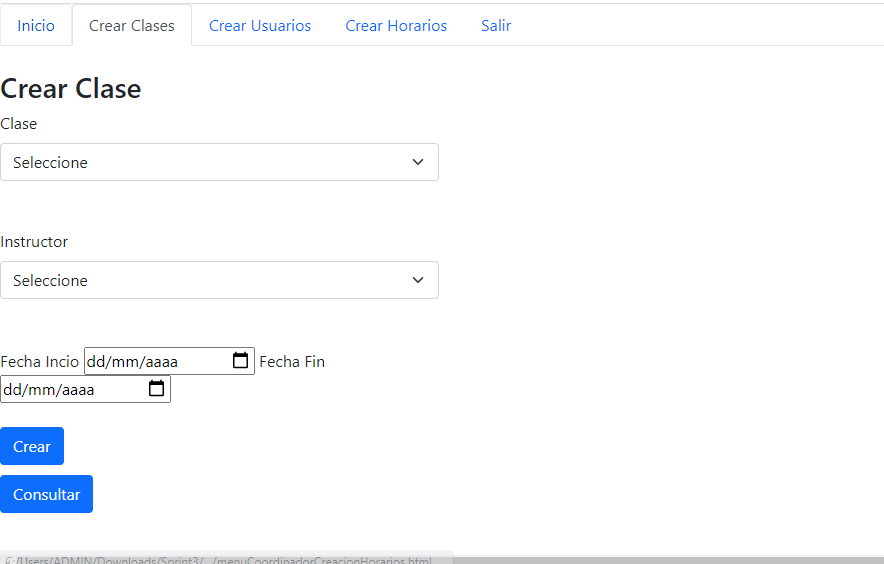 Inicio Crear Clases Crear Usuarios Crear Horarios Salir
Crear Clase
Clase
Seleccione
Instructor
Seleccione
Fecha Incio dd/mm/aaaa Fecha Fin
dd/mm/aaaa
Crear
Consultar
C:/Users/ADMIN/Downloads/Sprint3/.../menuCoordinadorCreacionHorarios.html